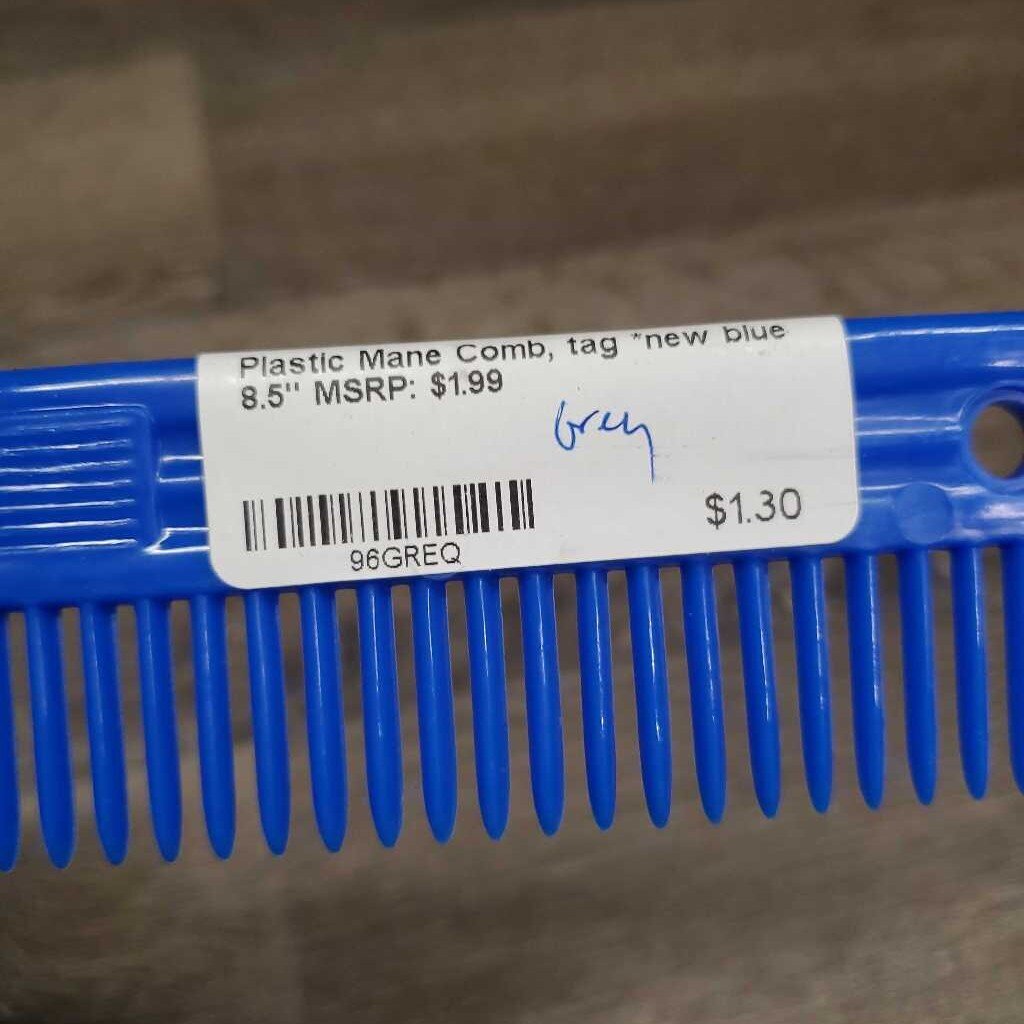 Plastic Mane Comb, tag *new blue
8.5" MSRP: $1.99
Grey
$1.30
96GREQ